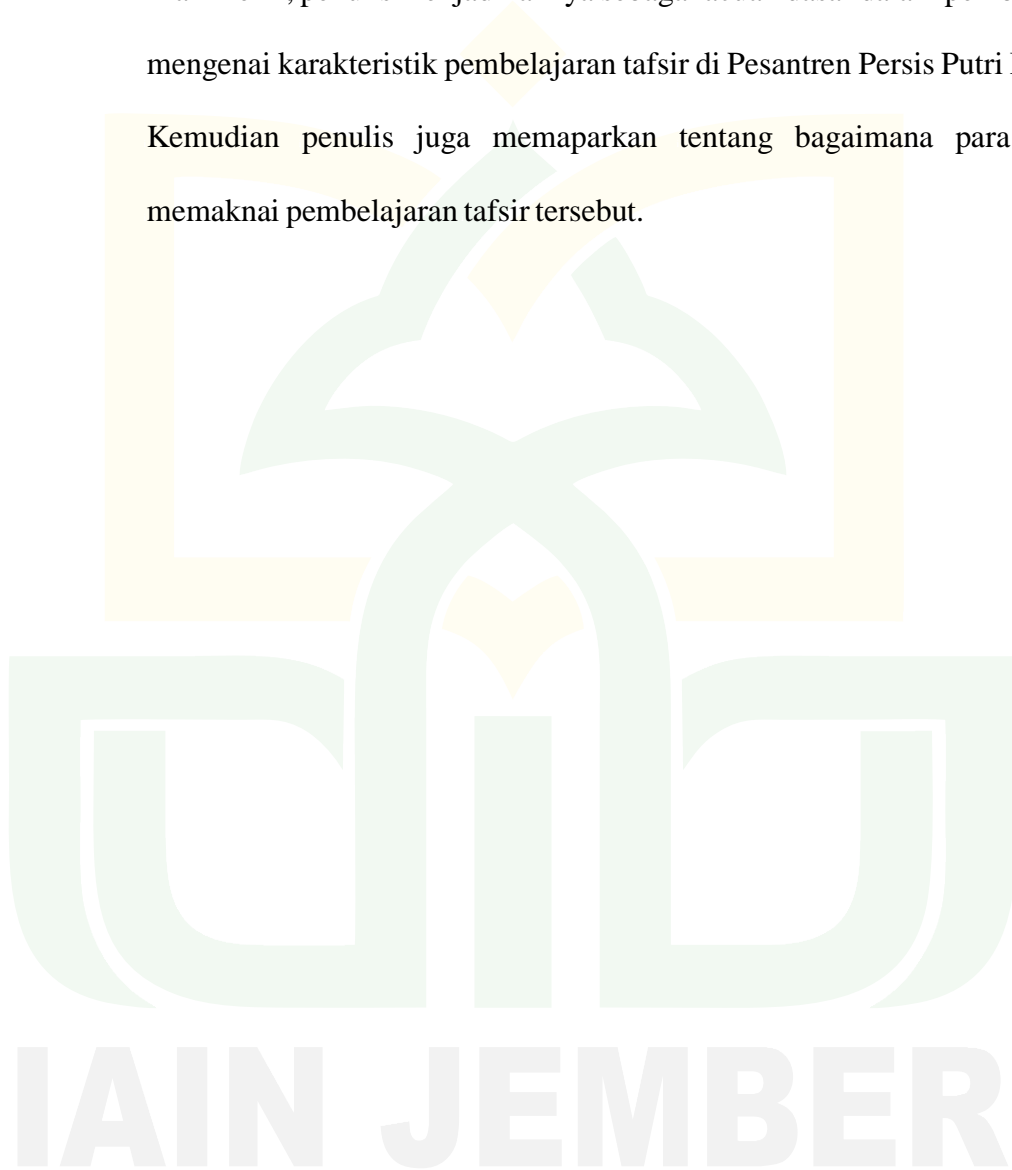 mengenai karakteristik pembelajaran tafsir di Pesantren Persis Putri
Kemudian penulis juga memaparkan tentang bagaimana para
memaknai pembelajaran tafsir tersebut.
IAIN JEMBER